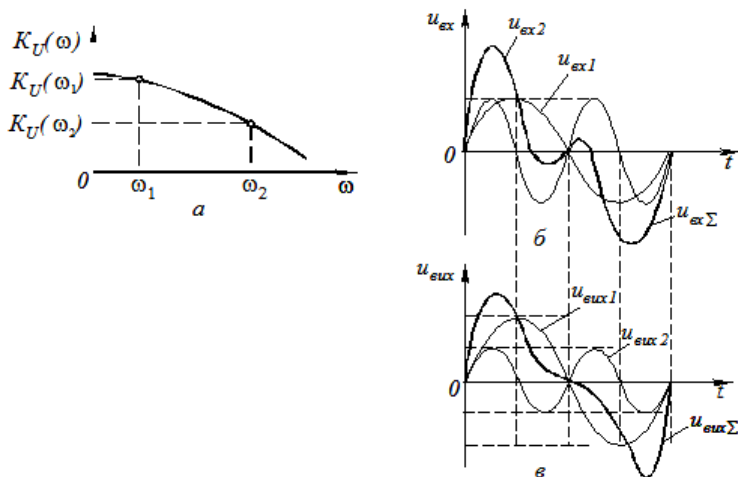 K_U(ω)
K_U(ω₁)
K_U(ω₂)
0
ω₁
ω₂
ω
а
u_вх
u_вх2
u_вх1
0
t
u_вхΣ
б
u_вих
u_вих1
u_вих2
0
t
u_вихΣ
в